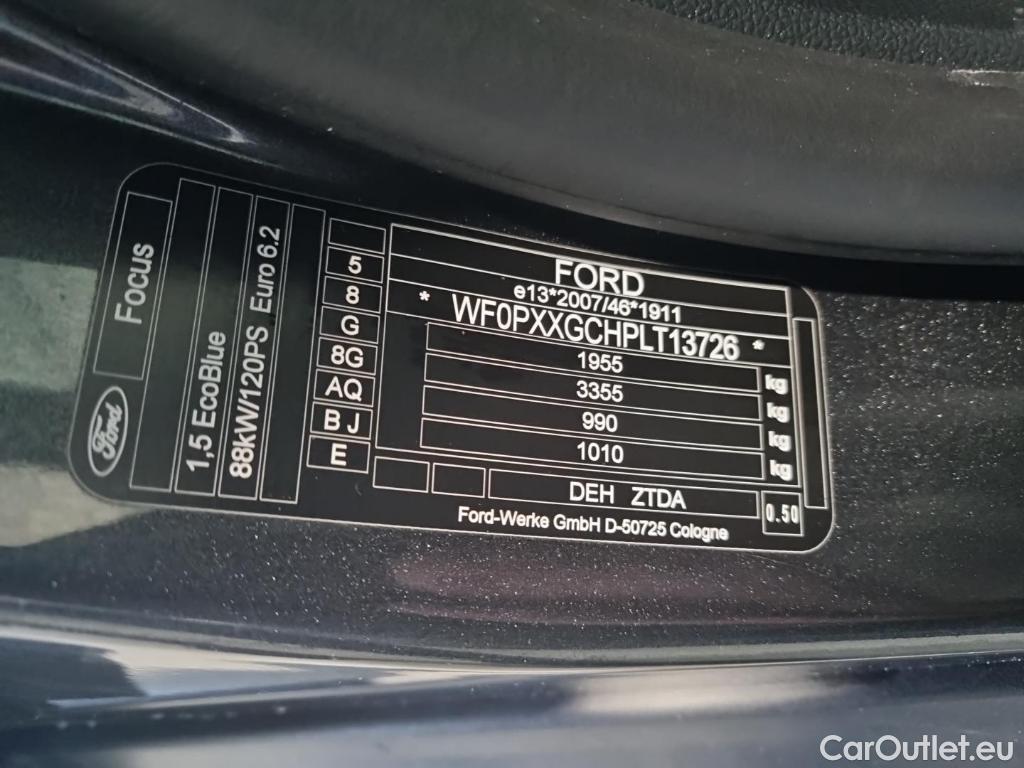 Ford
Focus
1,5 EcoBlue
88kW/120PS
Euro 6.2
5
8
G
8G
AQ
BJ
E
FORD
e13*2007/46*1911
* WF0PXXGCHPLT13726 *
1955 kg
3355 kg
990 kg
1010 kg
DEH ZTDA
0.50
Ford-Werke GmbH D-50725 Cologne
CarOutlet.eu